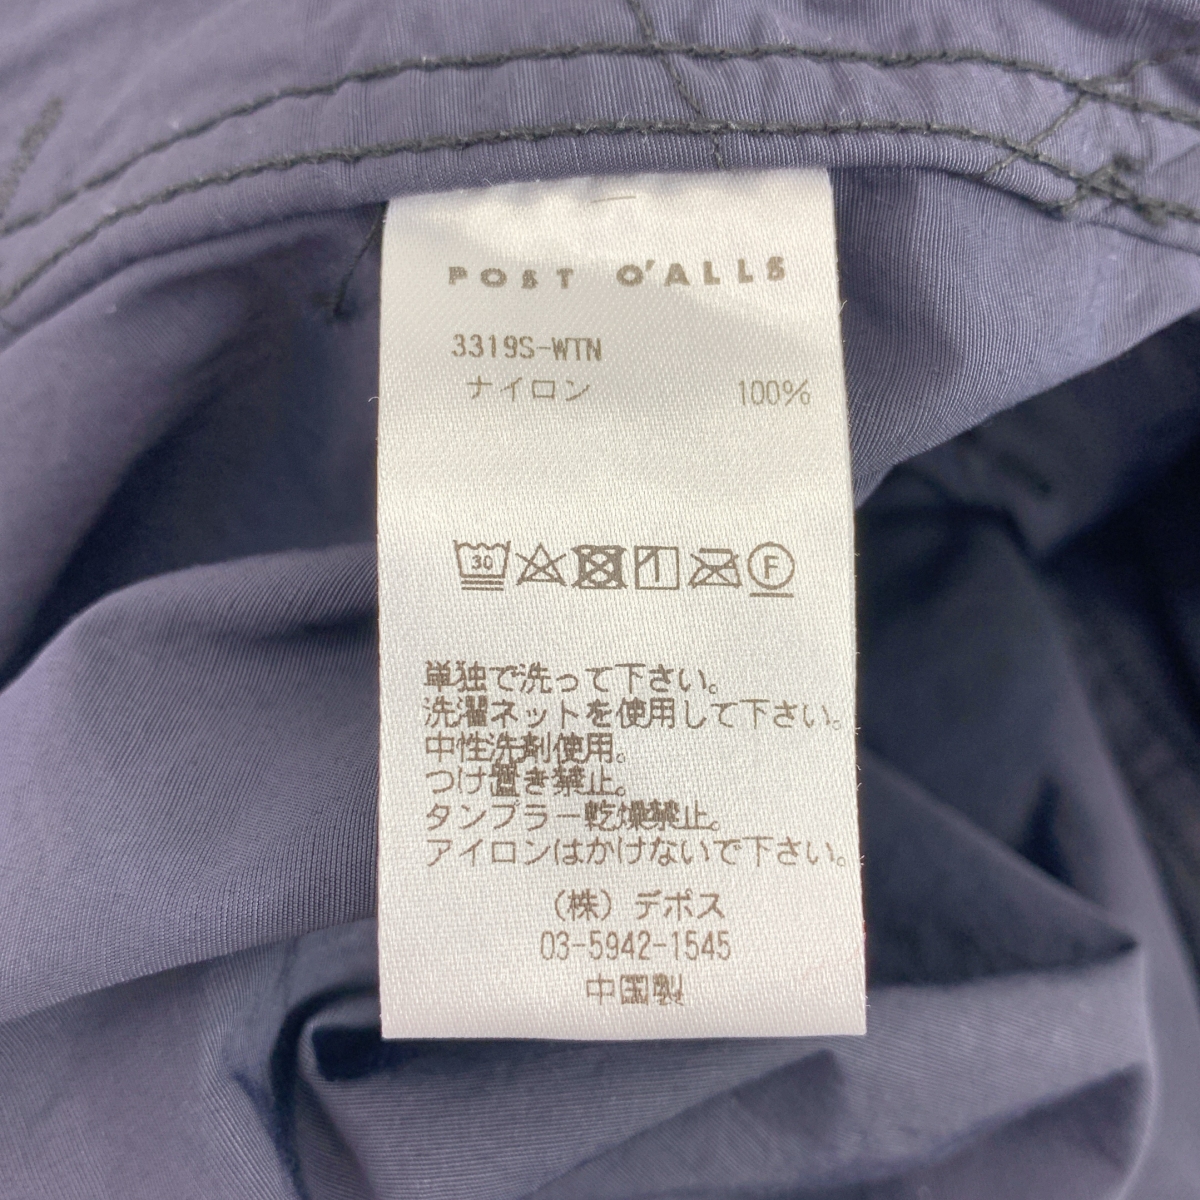 POST O'ALLS
3319S-WTN
ナイロン 100%
30
F
単独で洗って下さい。
洗濯ネットを使用して下さい。
中性洗剤使用。
つけ置き禁止。
タンプラー乾燥禁止。
アイロンはかけないで下さい。
(株) デポス
03-5942-1545
中国製